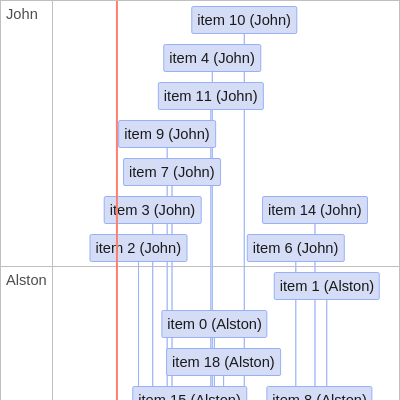 John
item 10 (John)
item 4 (John)
item 11 (John)
item 9 (John)
item 7 (John)
item 3 (John)
item 14 (John)
item 2 (John)
item 6 (John)
Alston
item 1 (Alston)
item 0 (Alston)
item 18 (Alston)
item 15 (Alston)
item 8 (Alston)